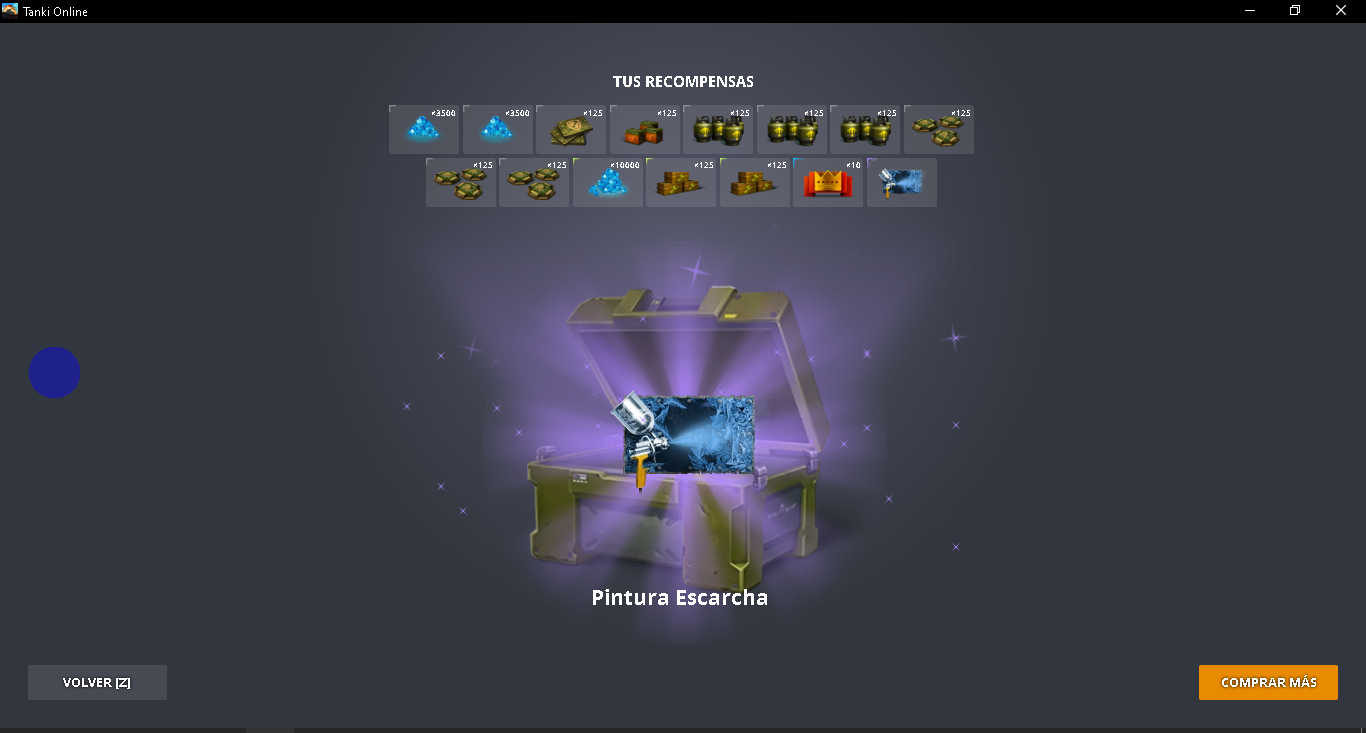 Tanki Online
TUS RECOMPENSAS
×3500 ×3500 ×125 ×125 ×125 ×125 ×125 ×125
×125 ×125 ×10000 ×125 ×125 ×10
Pintura Escarcha
VOLVER [Z]
COMPRAR MÁS